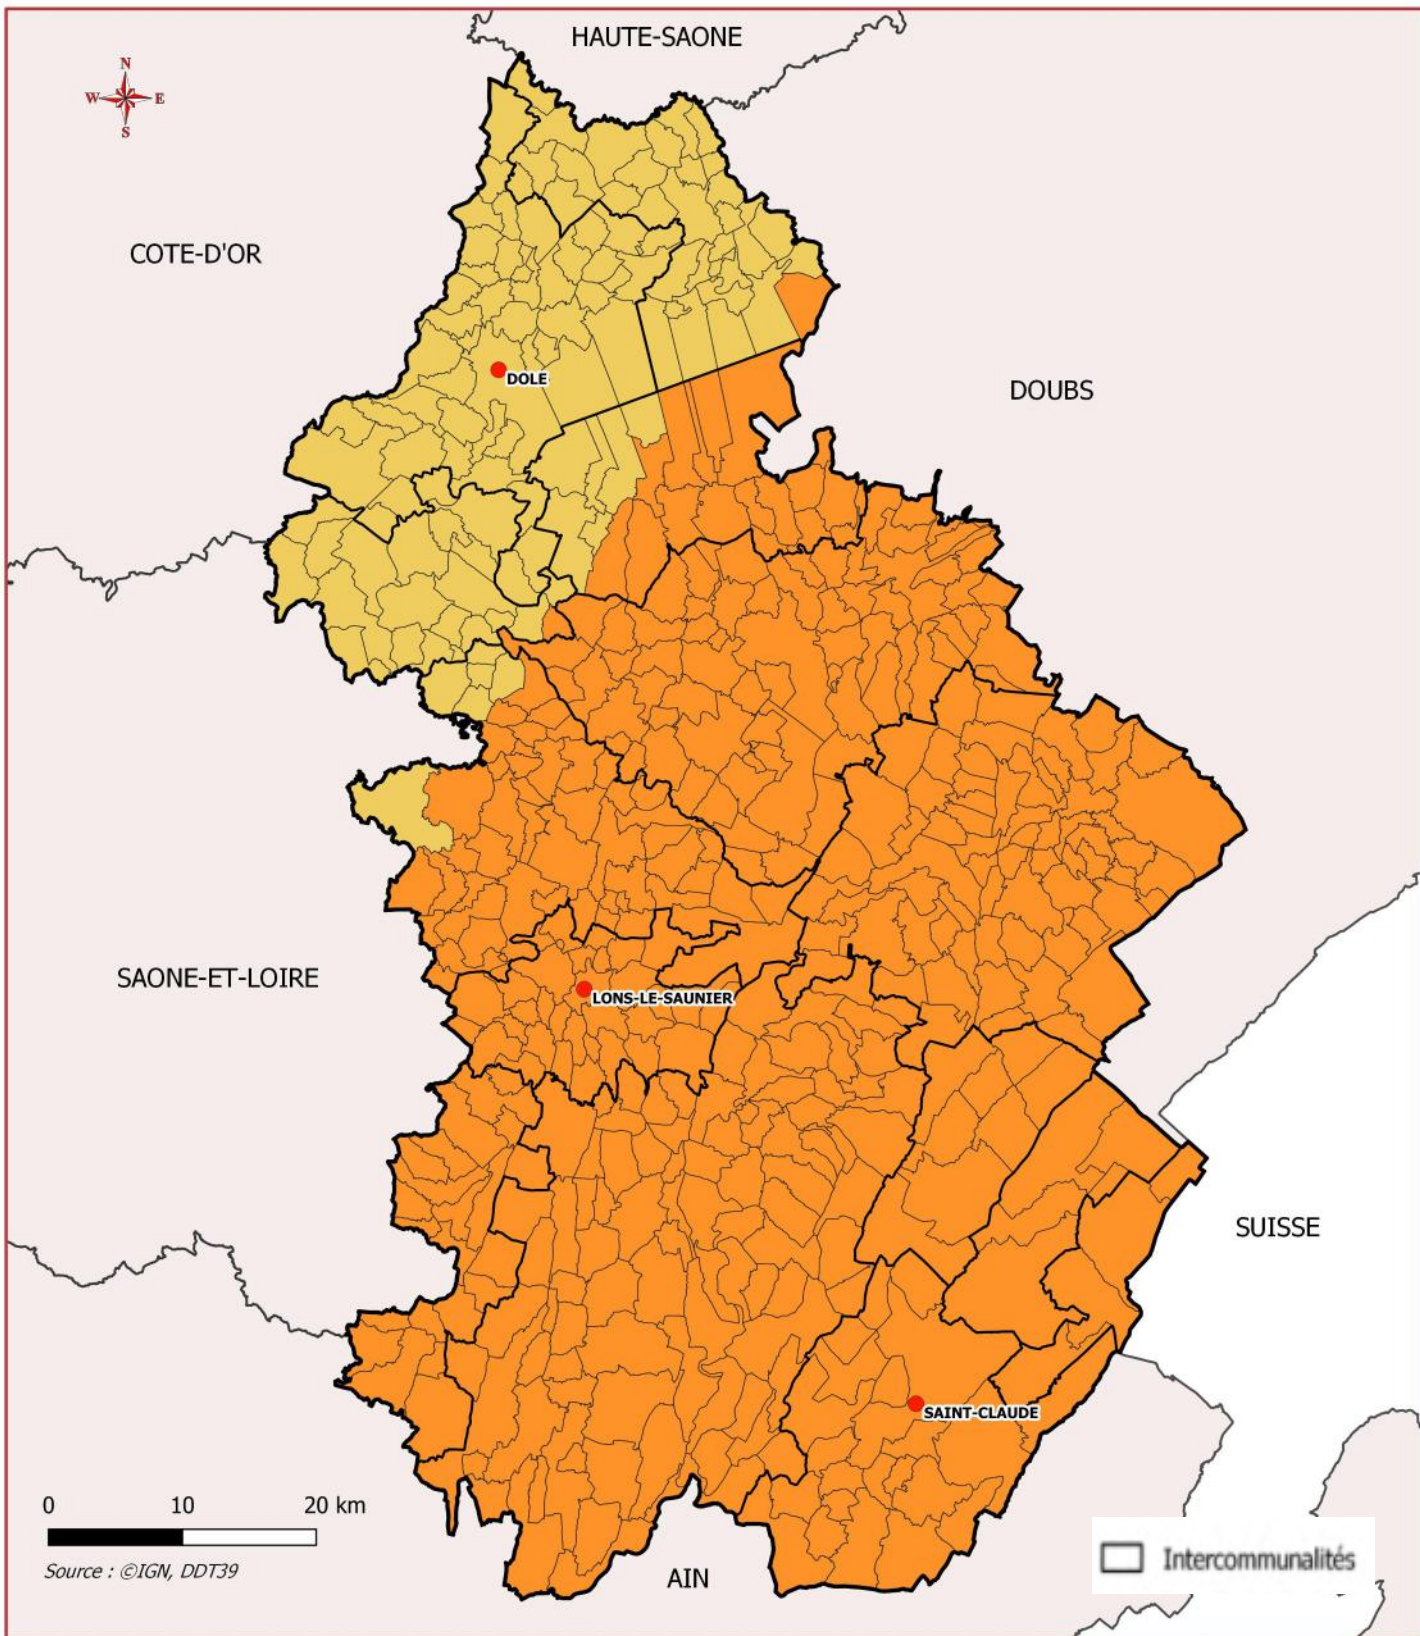 HAUTE-SAONE
N
W E
S
COTE-D'OR
DOLE
DOUBS
SAONE-ET-LOIRE
LONS-LE-SAUNIER
SUISSE
SAINT-CLAUDE
0 10 20 km
Source : ©IGN, DDT39
AIN
Intercommunalités